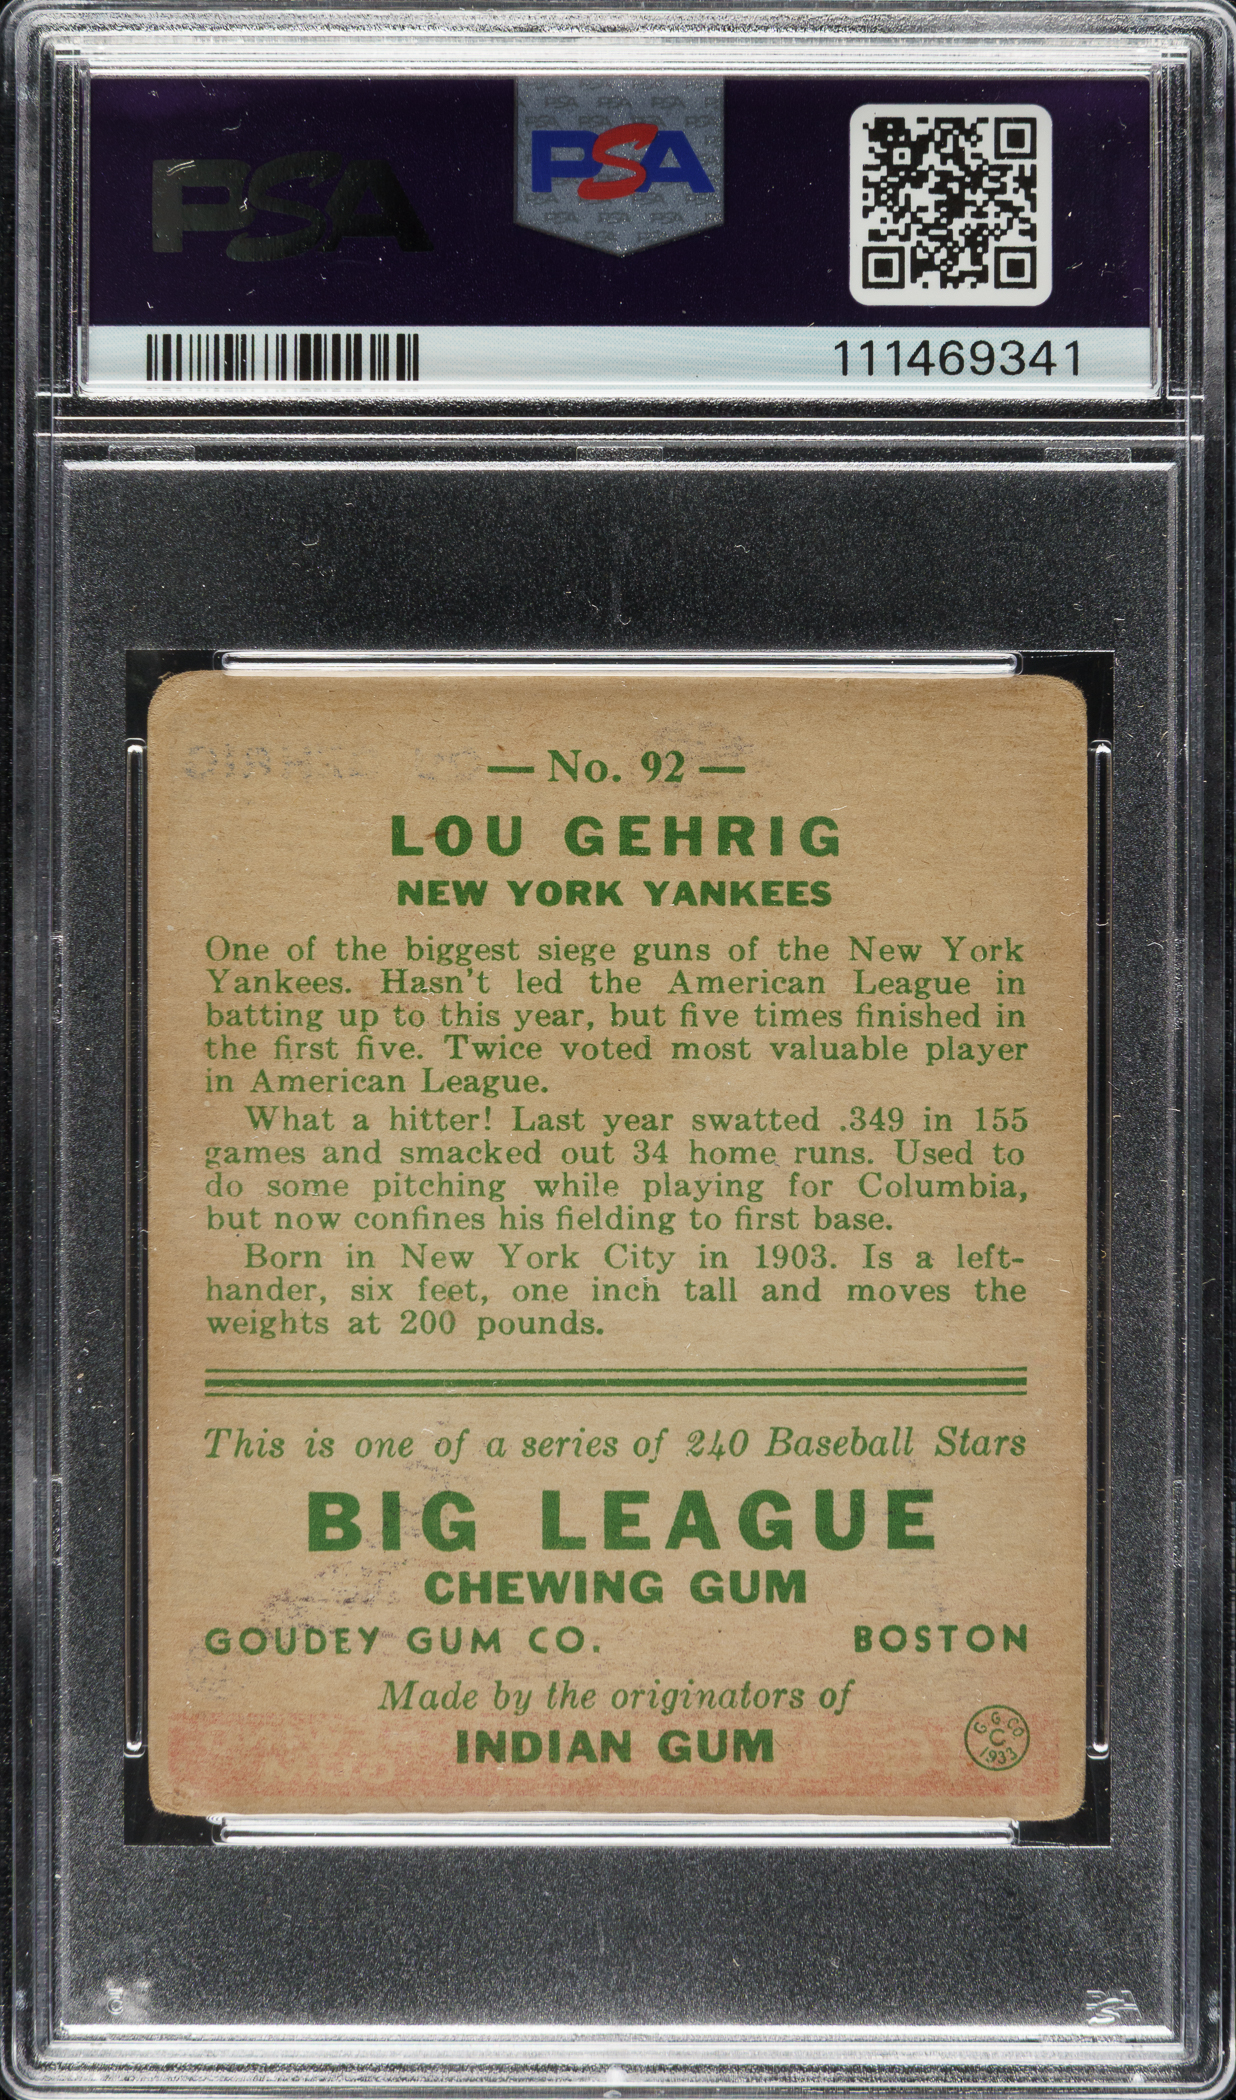 PSA
PSA
111469341
— No. 92 —
LOU GEHRIG
NEW YORK YANKEES
One of the biggest siege guns of the New York
Yankees. Hasn't led the American League in
batting up to this year, but five times finished in
the first five. Twice voted most valuable player
in American League.
What a hitter! Last year swatted .349 in 155
games and smacked out 34 home runs. Used to
do some pitching while playing for Columbia,
but now confines his fielding to first base.
Born in New York City in 1903. Is a left-
hander, six feet, one inch tall and moves the
weights at 200 pounds.
This is one of a series of 240 Baseball Stars
BIG LEAGUE
CHEWING GUM
GOUDEY GUM CO. BOSTON
Made by the originators of
INDIAN GUM
G. G. CO
C
1933
PSA